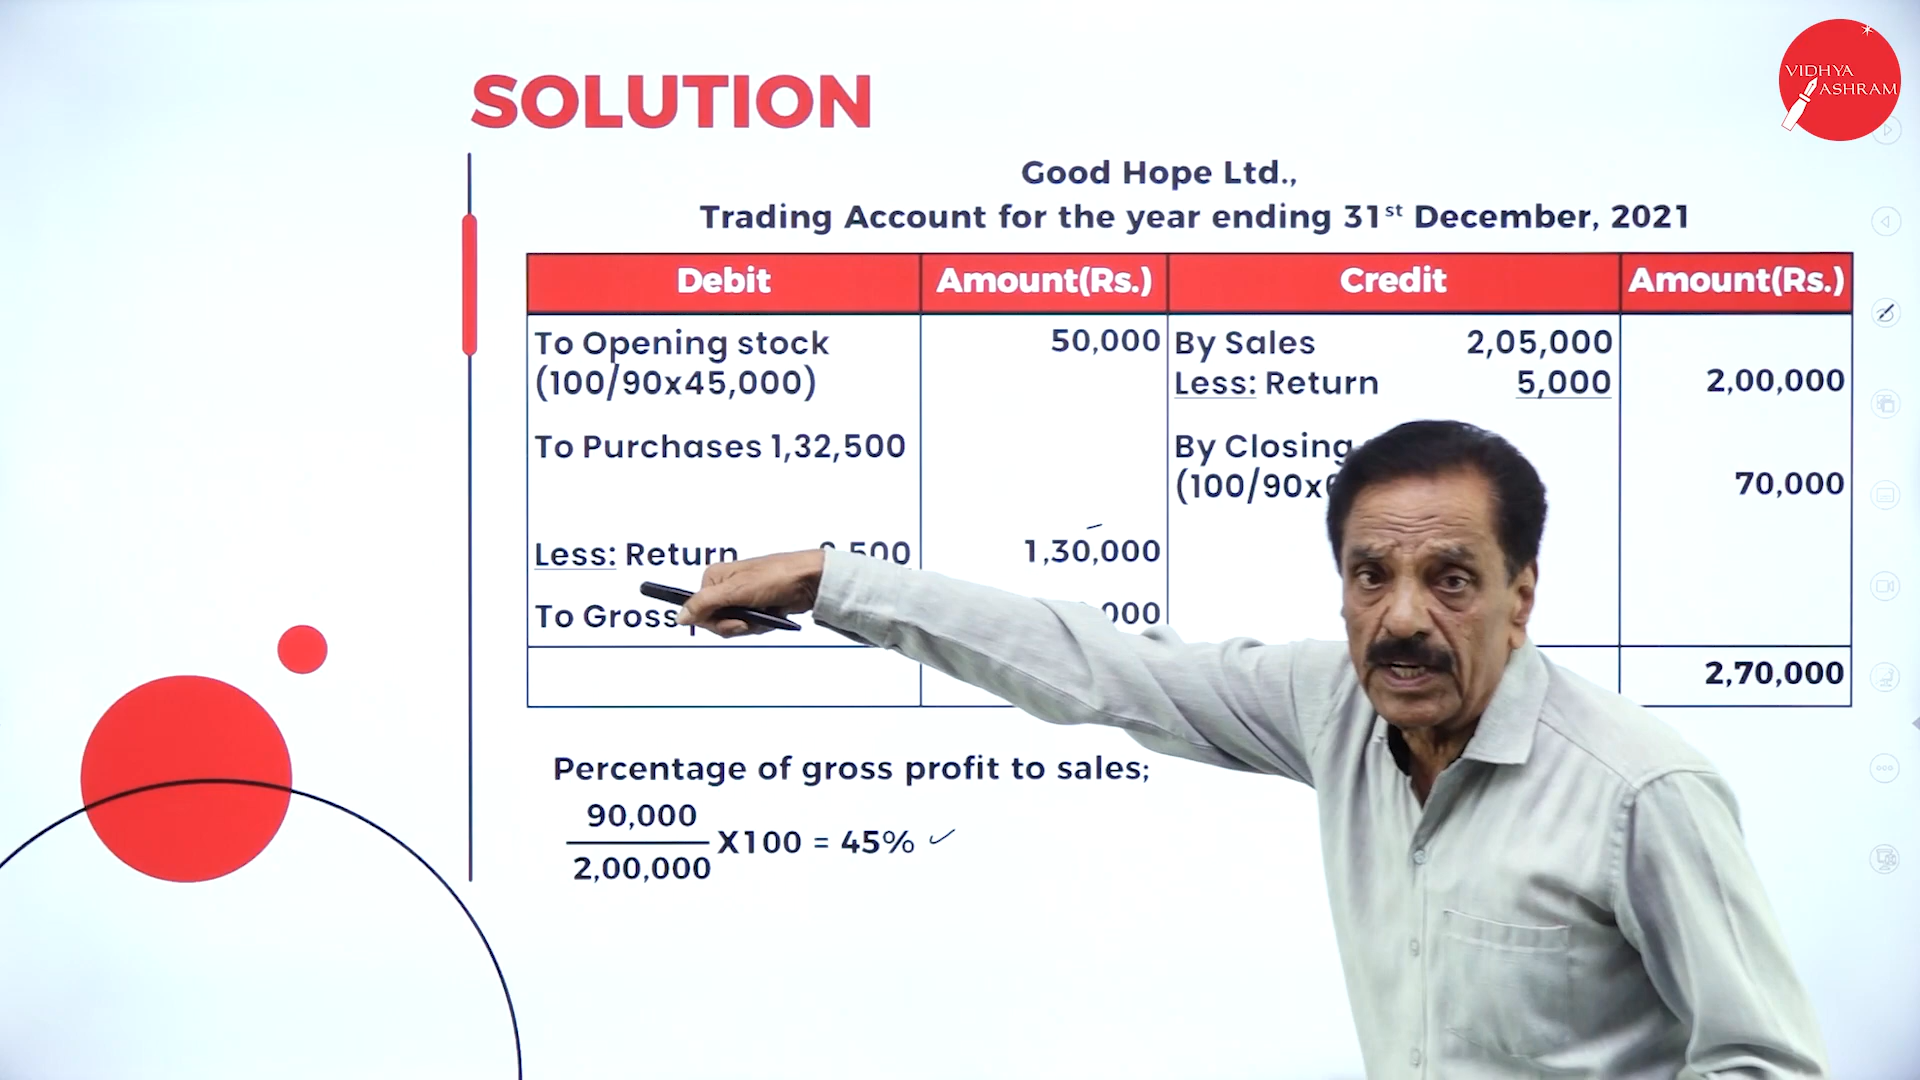 VIDHYA
ASHRAM
SOLUTION
Good Hope Ltd.,
Trading Account for the year ending 31st December, 2021
Debit Amount(Rs.) Credit Amount(Rs.)
To Opening stock 50,000 By Sales 2,05,000
(100/90x45,000) Less: Return 5,000 2,00,000
To Purchases 1,32,500 By Closing
(100/90x 70,000
Less: Return 1,30,000
To Gross
2,70,000
Percentage of gross profit to sales;
90,000
X100 = 45%
2,00,000